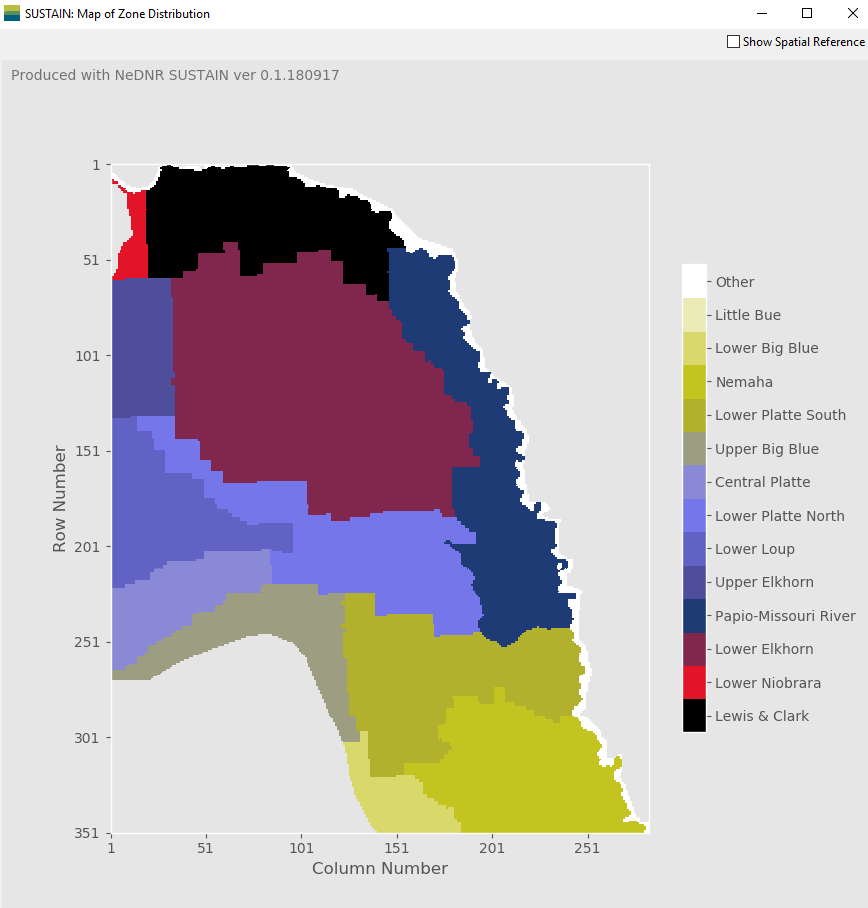 SUSTAIN: Map of Zone Distribution
Show Spatial Reference
Produced with NeDNR SUSTAIN ver 0.1.180917
1
51
101
151
201
251
301
351
Row Number
1
51
101
151
201
251
Column Number
Other
Little Bue
Lower Big Blue
Nemaha
Lower Platte South
Upper Big Blue
Central Platte
Lower Platte North
Lower Loup
Upper Elkhorn
Papio-Missouri River
Lower Elkhorn
Lower Niobrara
Lewis & Clark